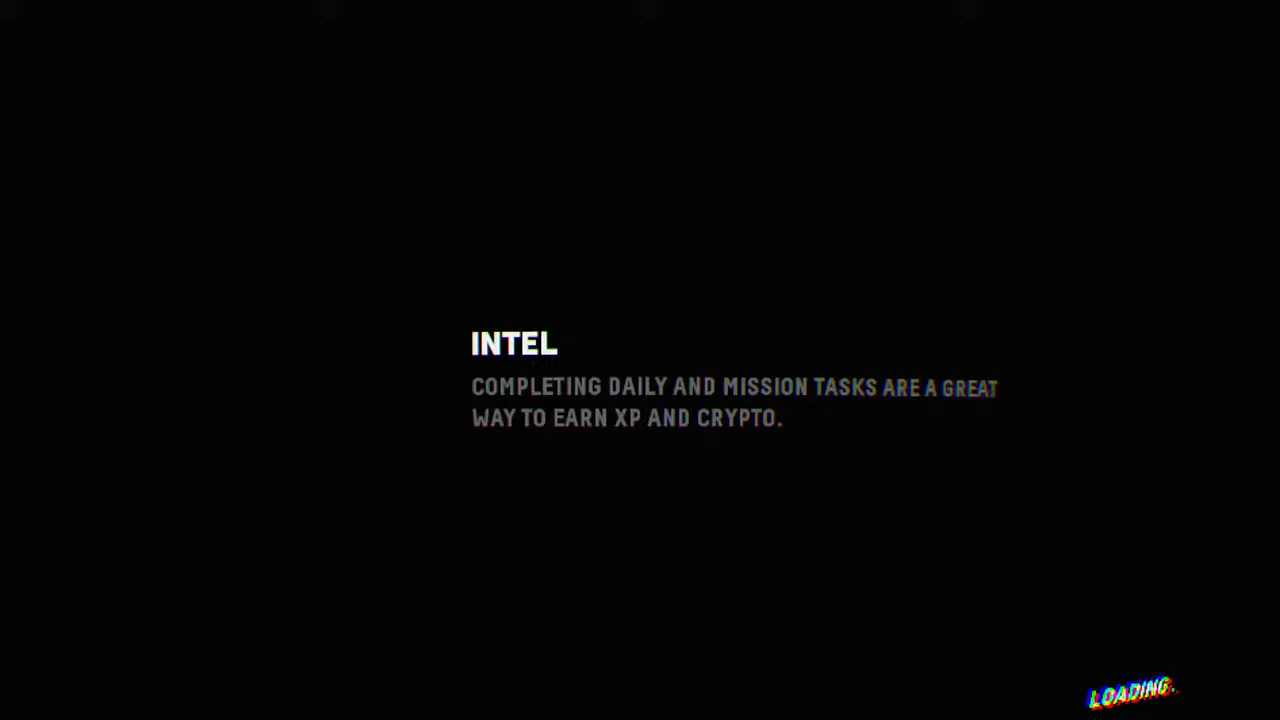 INTEL
COMPLETING DAILY AND MISSION TASKS ARE A GREAT
WAY TO EARN XP AND CRYPTO.
LOADING..